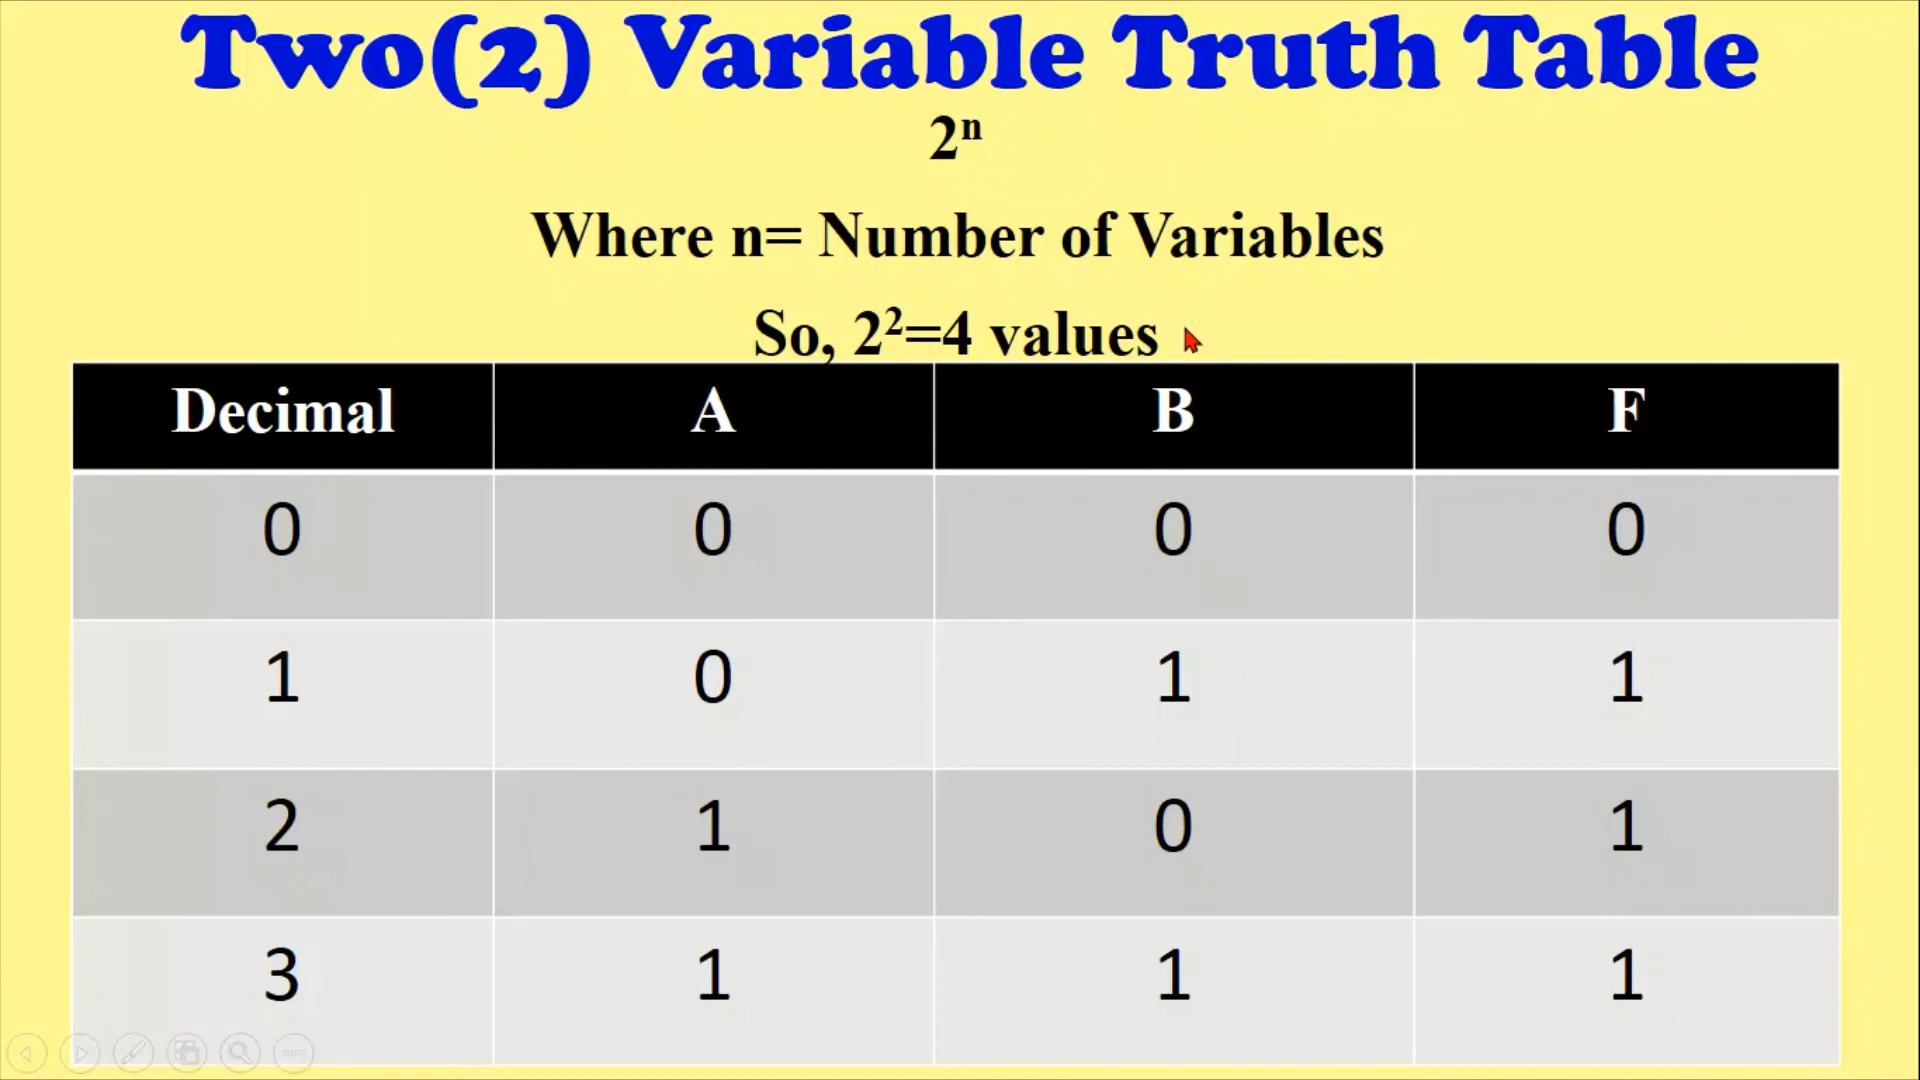 Two(2) Variable Truth Table
2ⁿ
Where n= Number of Variables
So, 2²=4 values
Decimal A B F
0 0 0 0
1 0 1 1
2 1 0 1
3 1 1 1